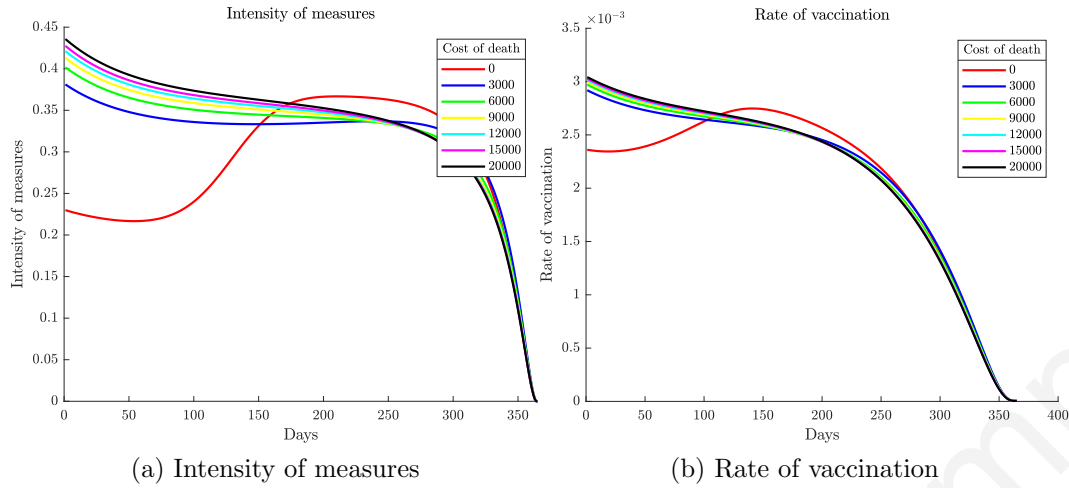 Intensity of measures
0.45
0.4
0.35
0.3
0.25
0.2
0.15
0.1
0.05
0
Intensity of measures
0 50 100 150 200 250 300 350
Days
Cost of death
0
3000
6000
9000
12000
15000
20000
(a) Intensity of measures
Rate of vaccination
×10⁻³
3.5
3
2.5
2
1.5
1
0.5
0
Rate of vaccination
0 50 100 150 200 250 300 350 400
Days
Cost of death
0
3000
6000
9000
12000
15000
20000
(b) Rate of vaccination